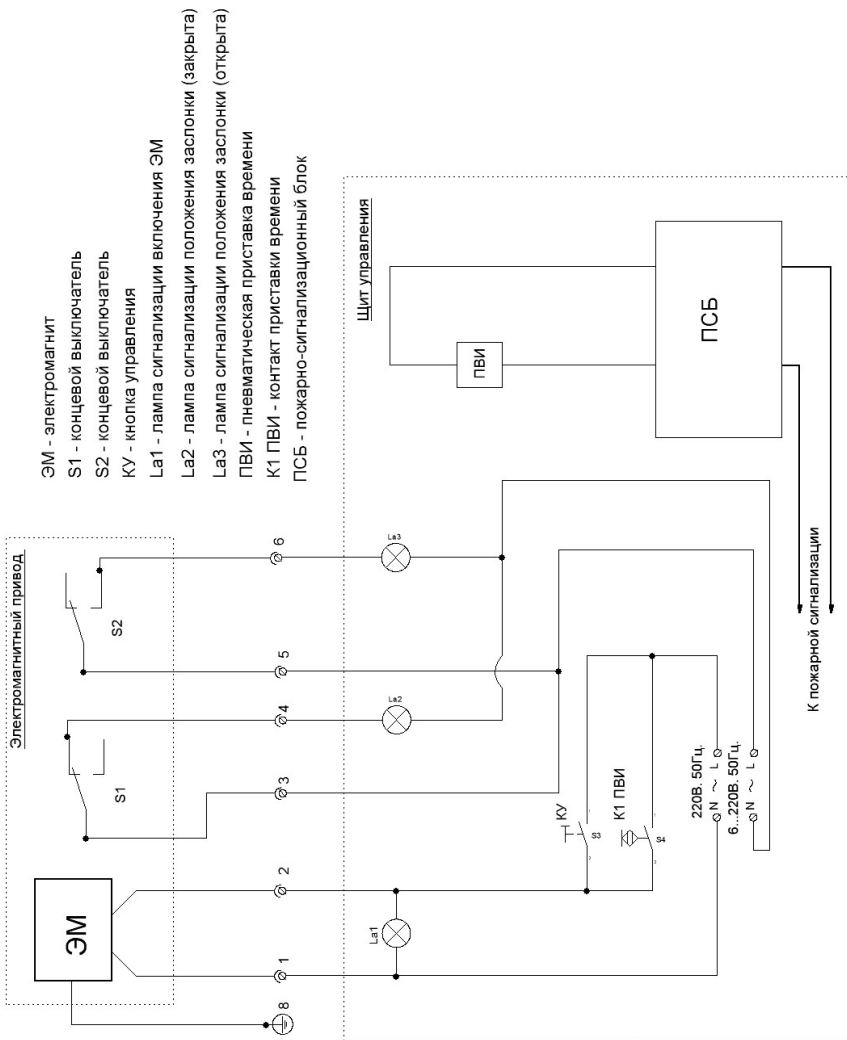 Электромагнитный привод
ЭМ
S1
S2
8
1
2
3
4
5
6
ЭМ - электромагнит
S1 - концевой выключатель
S2 - концевой выключатель
КУ - кнопка управления
La1 - лампа сигнализации включения ЭМ
La2 - лампа сигнализации положения заслонки (закрыта)
La3 - лампа сигнализации положения заслонки (открыта)
ПВИ - пневматическая приставка времени
К1 ПВИ - контакт приставки времени
ПСБ - пожарно-сигнализационный блок
Щит управления
La1
La2
La3
ПВИ
КУ
S3
К1 ПВИ
S4
ПСБ
220В. 50Гц.
N ~ L
6...220В. 50Гц.
N ~ L
К пожарной сигнализации